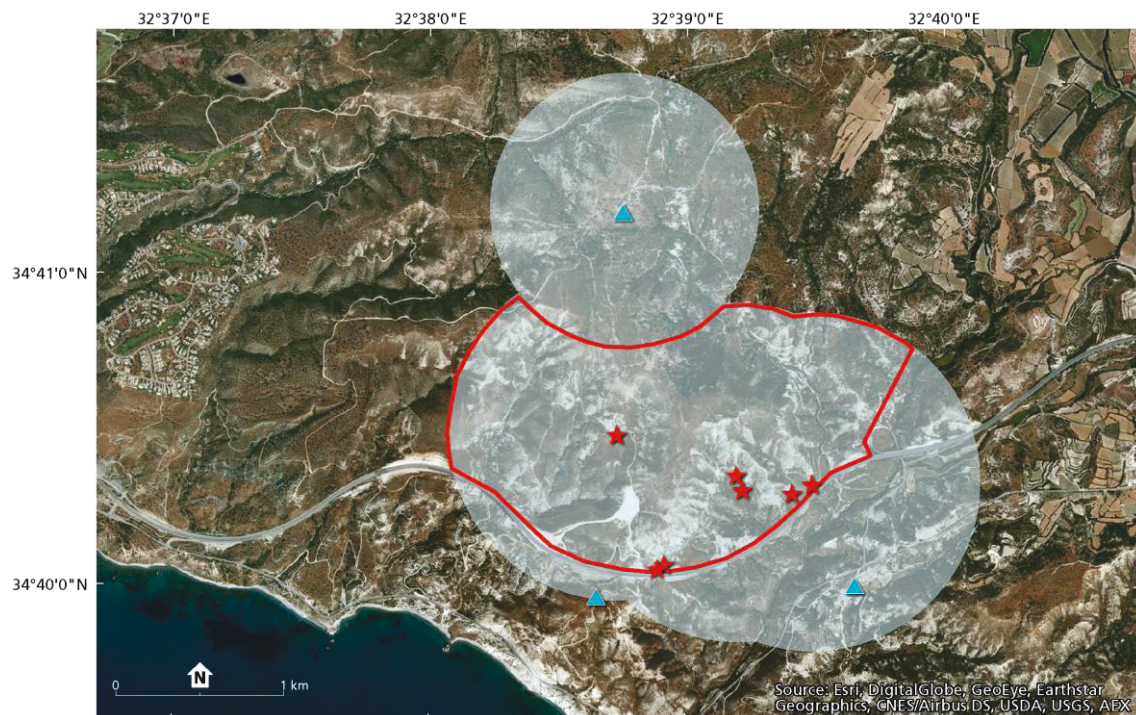 32°37'0"E
32°38'0"E
32°39'0"E
32°40'0"E
34°41'0"N
34°40'0"N
N
0
1 km
Source: Esri, DigitalGlobe, GeoEye, Earthstar
Geographics, CNES/Airbus DS, USDA, USGS, AEX